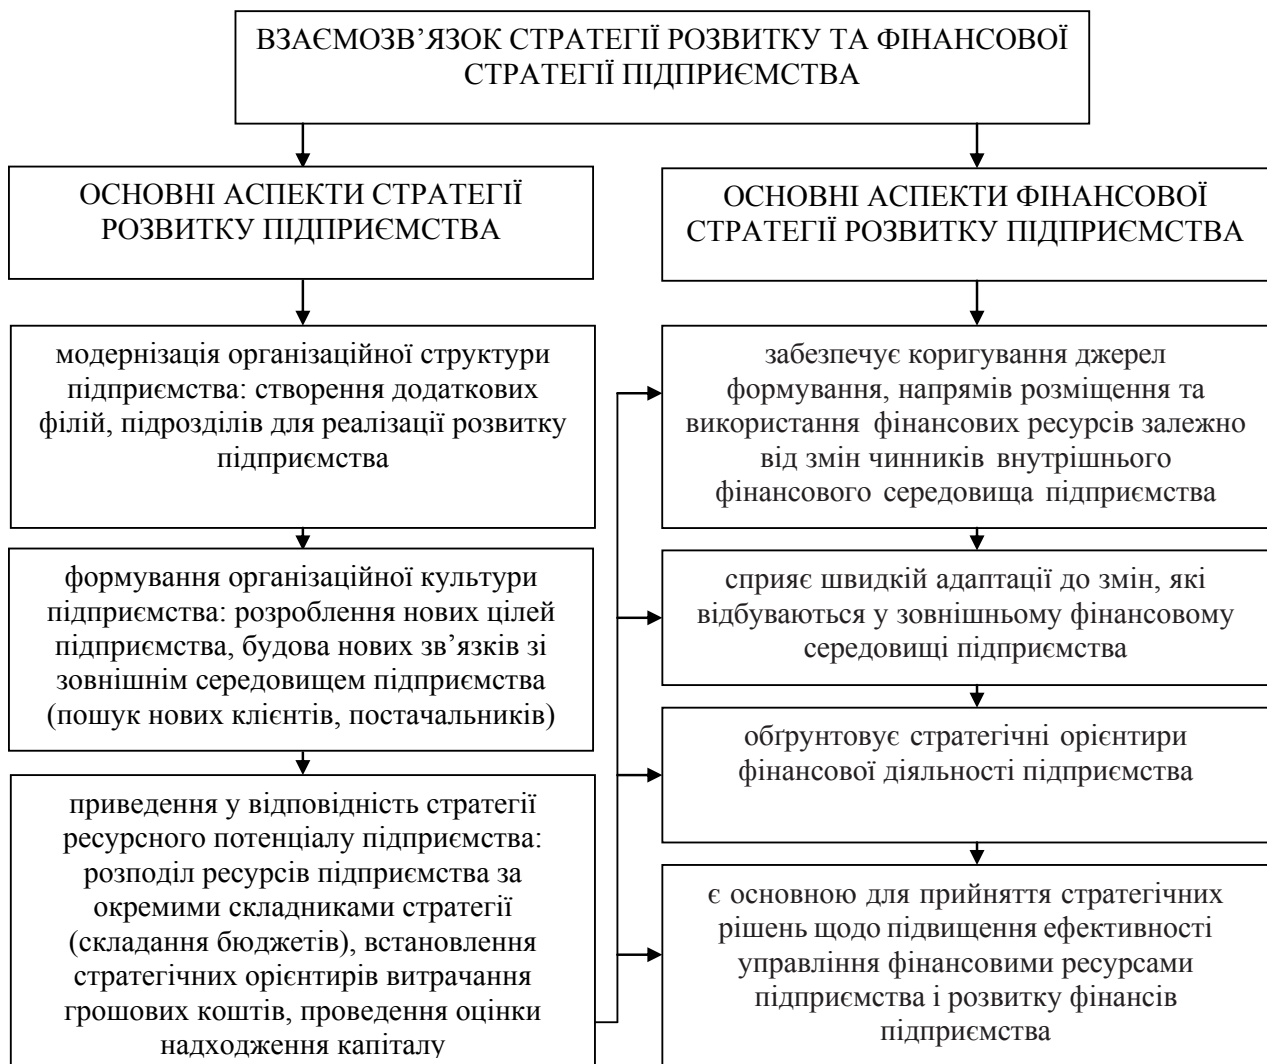 ВЗАЄМОЗВ’ЯЗОК СТРАТЕГІЇ РОЗВИТКУ ТА ФІНАНСОВОЇ
СТРАТЕГІЇ ПІДПРИЄМСТВА
ОСНОВНІ АСПЕКТИ СТРАТЕГІЇ
РОЗВИТКУ ПІДПРИЄМСТВА
модернізація організаційної структури
підприємства: створення додаткових
філій, підрозділів для реалізації розвитку
підприємства
формування організаційної культури
підприємства: розроблення нових цілей
підприємства, будова нових зв’язків зі
зовнішнім середовищем підприємства
(пошук нових клієнтів, постачальників)
приведення у відповідність стратегії
ресурсного потенціалу підприємства:
розподіл ресурсів підприємства за
окремими складниками стратегії
(складання бюджетів), встановлення
стратегічних орієнтирів витрачання
грошових коштів, проведення оцінки
надходження капіталу
ОСНОВНІ АСПЕКТИ ФІНАНСОВОЇ
СТРАТЕГІЇ РОЗВИТКУ ПІДПРИЄМСТВА
забезпечує коригування джерел
формування, напрямів розміщення та
використання фінансових ресурсів залежно
від змін чинників внутрішнього
фінансового середовища підприємства
сприяє швидкій адаптації до змін, які
відбуваються у зовнішньому фінансовому
середовищі підприємства
обґрунтовує стратегічні орієнтири
фінансової діяльності підприємства
є основною для прийняття стратегічних
рішень щодо підвищення ефективності
управління фінансовими ресурсами
підприємства і розвитку фінансів
підприємства